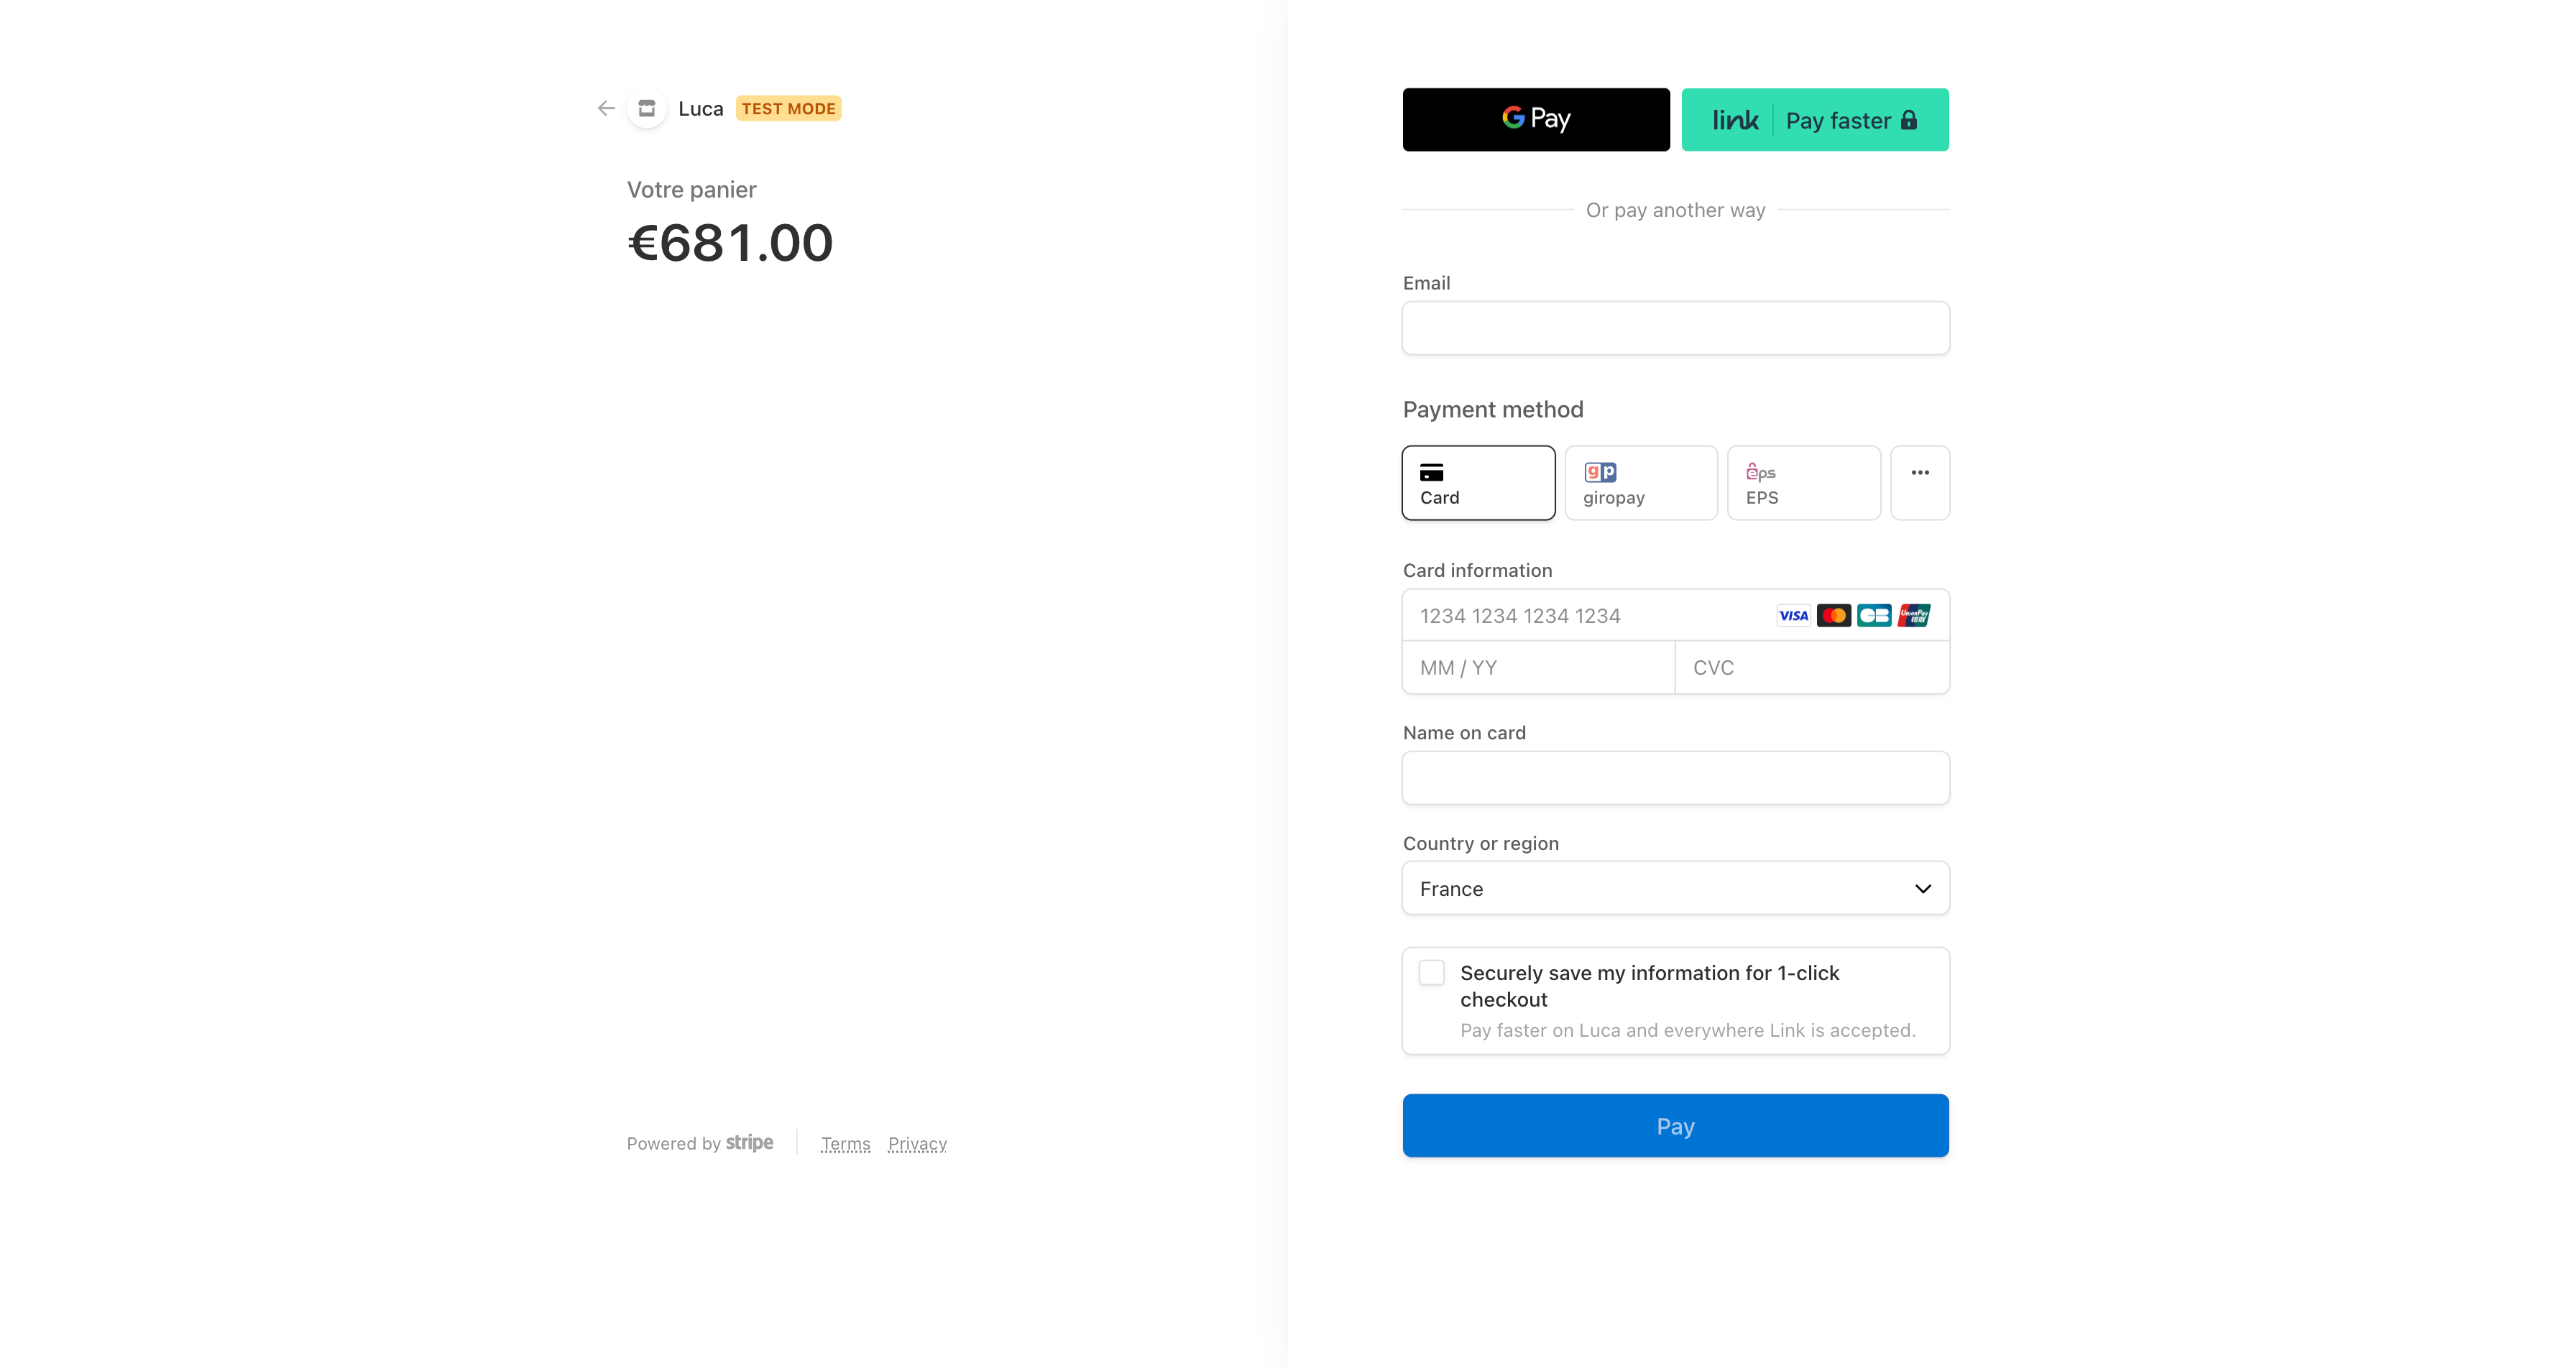 Luca TEST MODE
Votre panier
€681.00
Powered by stripe Terms Privacy
G Pay link Pay faster
Or pay another way
Email
Payment method
Card giropay EPS
Card information
1234 1234 1234 1234 VISA
MM / YY CVC
Name on card
Country or region
France
Securely save my information for 1-click
checkout
Pay faster on Luca and everywhere Link is accepted.
Pay